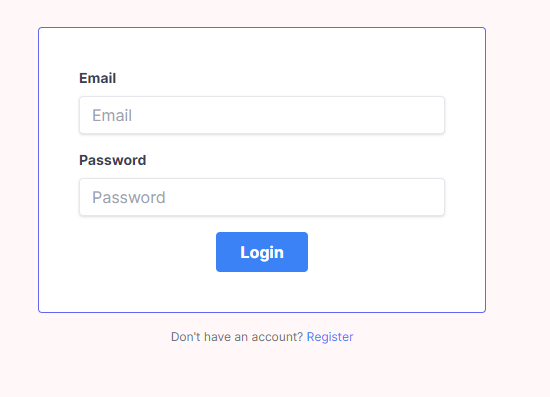 Email
Email
Password
Password
Login
Don't have an account? Register